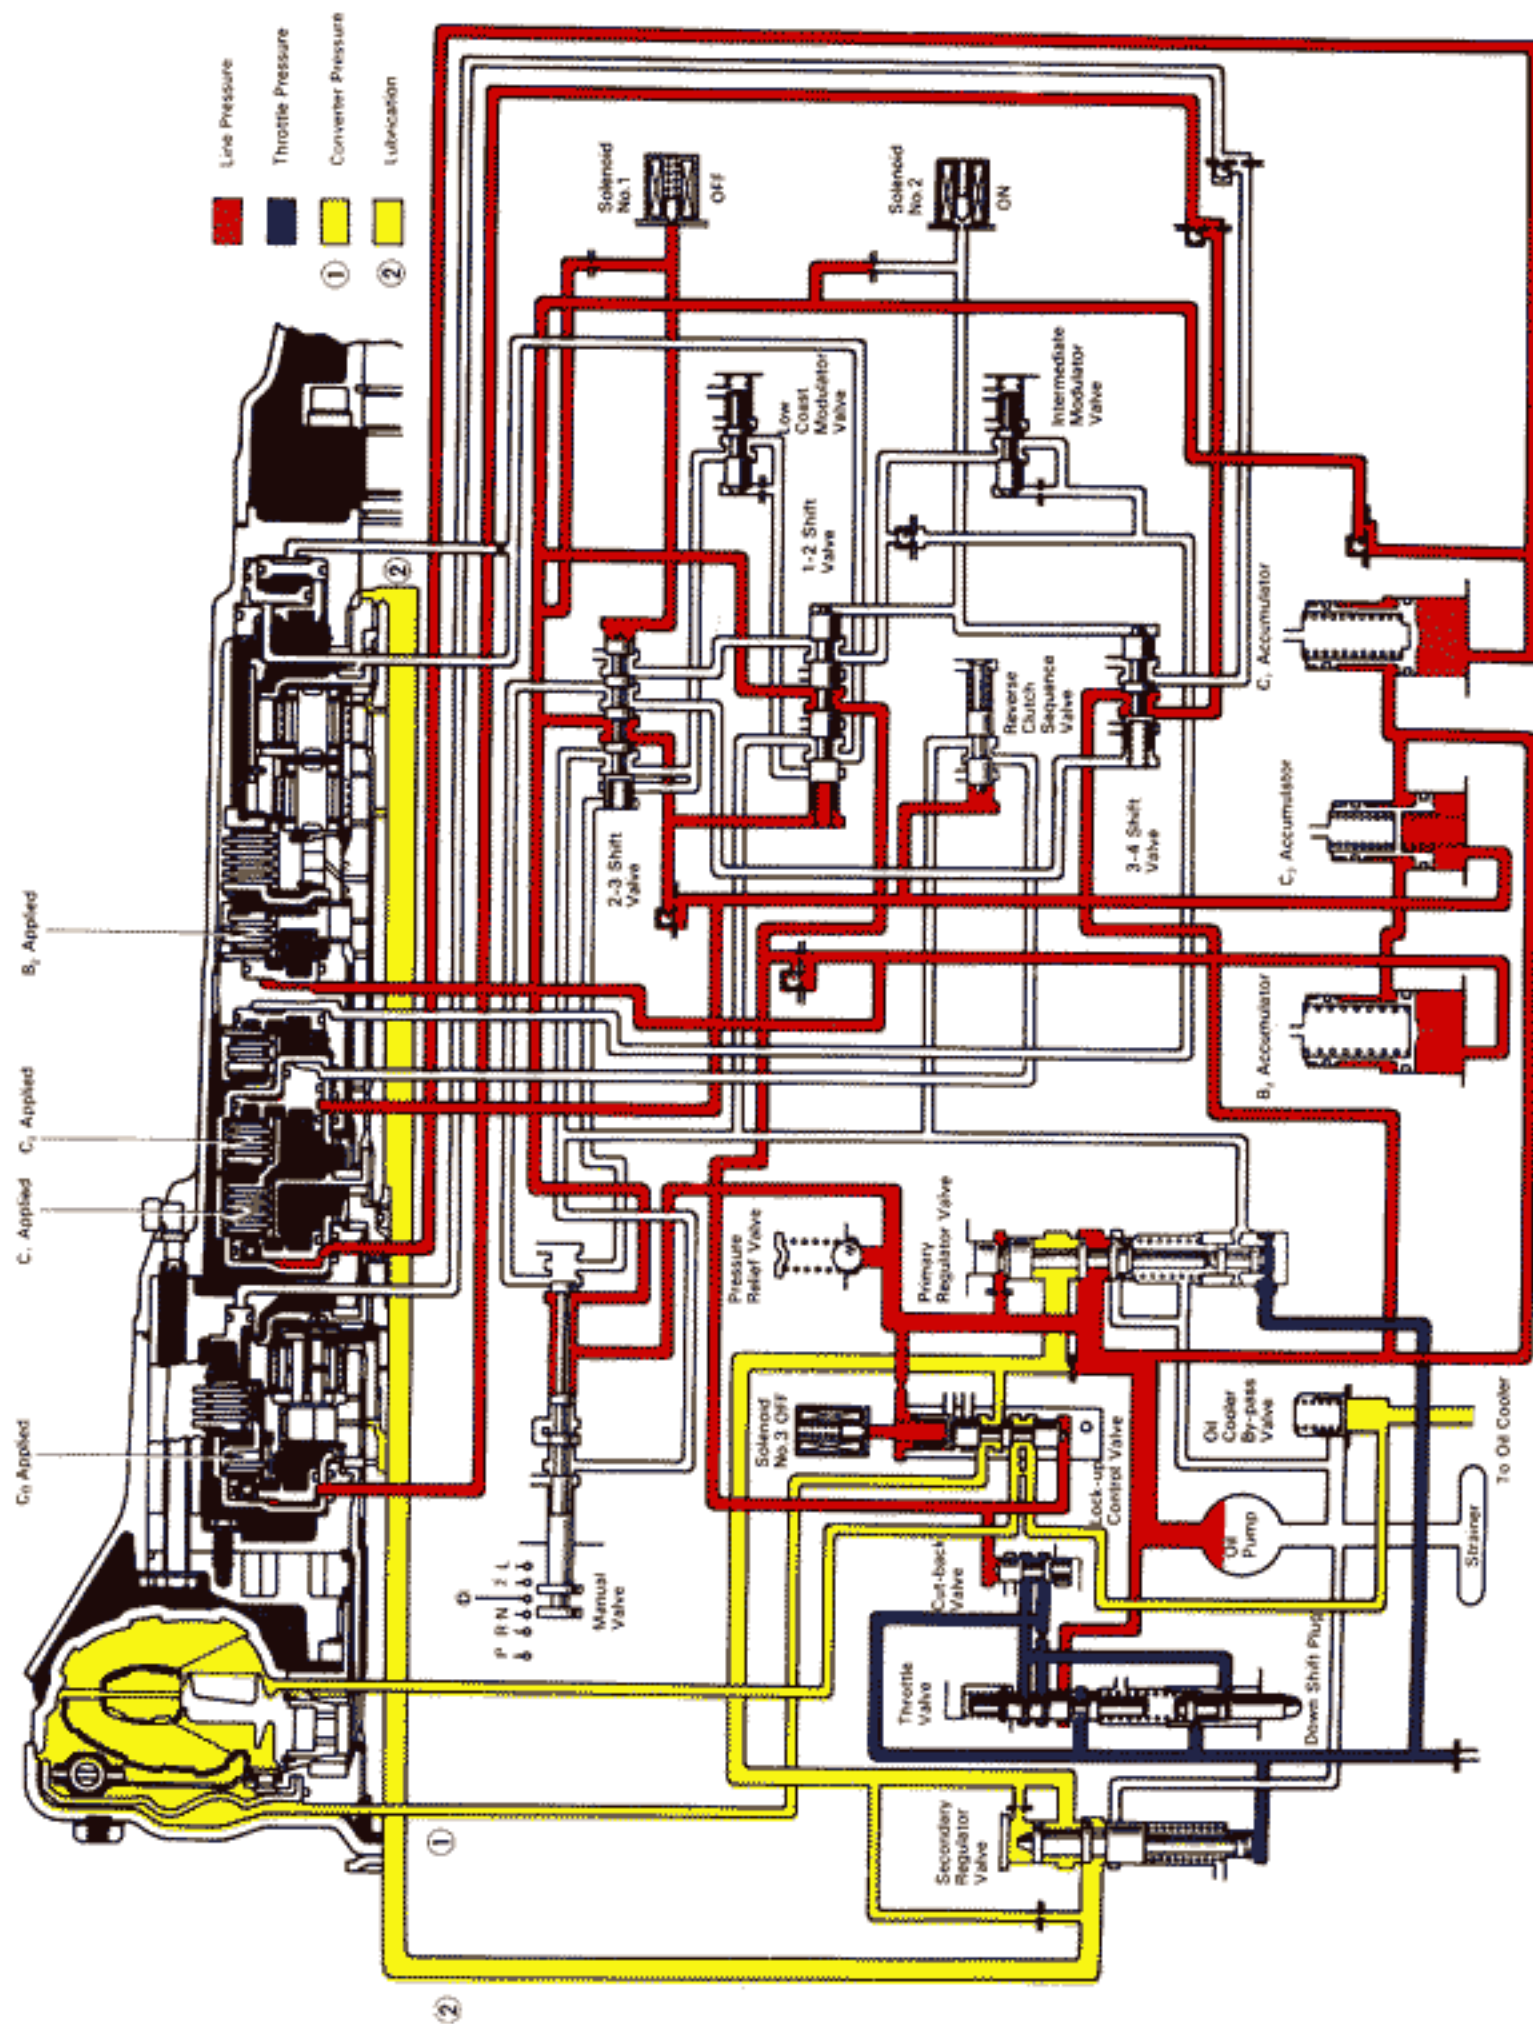 Line Pressure
Throttle Pressure
① Converter Pressure
② Lubrication
C₀ Applied
C₁ Applied
C₂ Applied
B₂ Applied
①
②
②
Solenoid
No.1
OFF
Solenoid
No.2
ON
Low
Coast
Modulator
Valve
Intermediate
Modulator
Valve
2-3 Shift
Valve
1-2 Shift
Valve
Reverse
Clutch
Sequence
Valve
3-4 Shift
Valve
P R N D 2 L
Manual
Valve
Pressure
Relief Valve
Primary
Regulator Valve
Solenoid
No.3 OFF
Lock-up
Control Valve
Cut-back
Valve
Throttle
Valve
Down Shift Plug
Secondary
Regulator
Valve
Oil
Cooler
By-pass
Valve
Oil
Pump
Strainer
To Oil Cooler
B₂ Accumulator
C₂ Accumulator
C₁ Accumulator